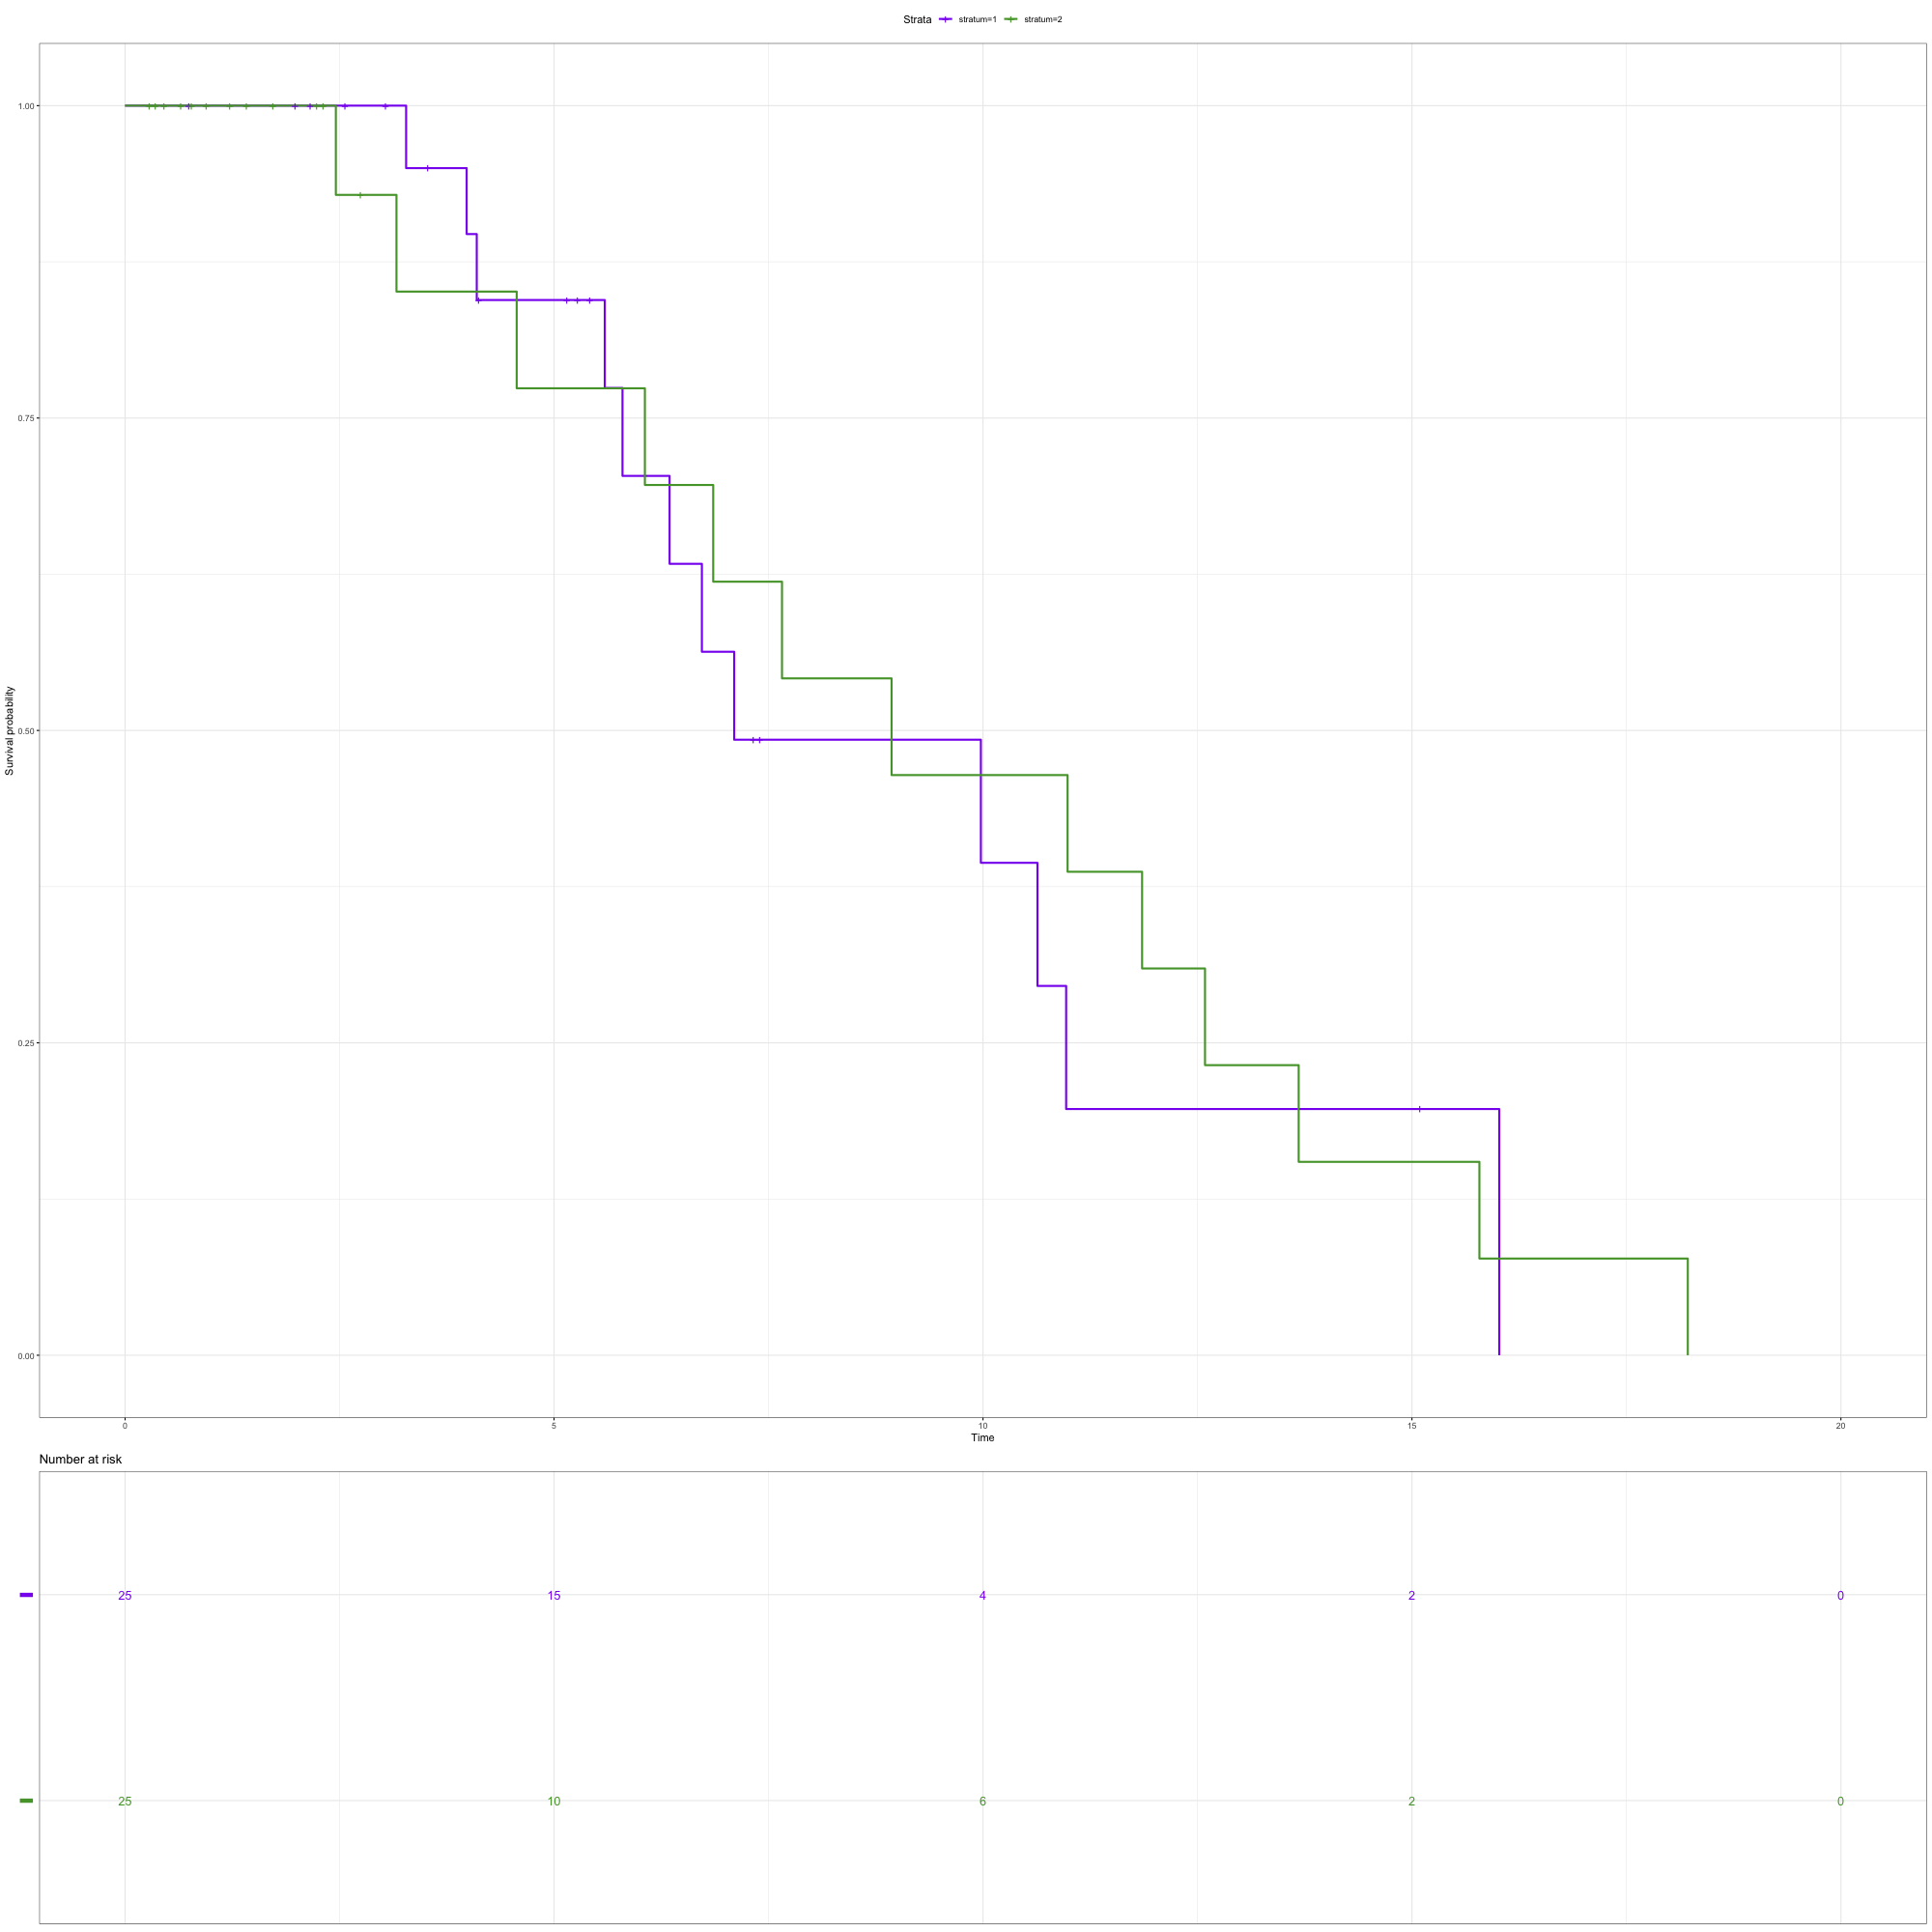 Strata stratum=1 stratum=2
1.00
0.75
Survival probability
0.50
0.25
0.00
0 5 10 15 20
Time
Number at risk
25 15 4 2 0
25 10 6 2 0